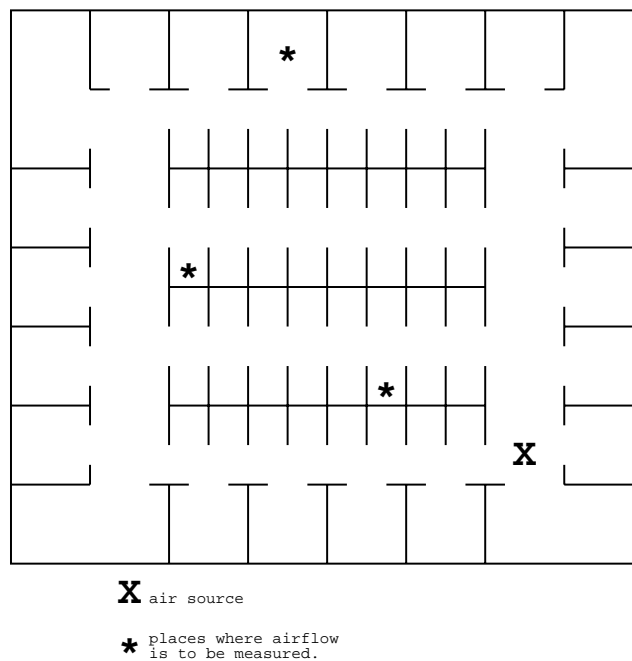 *
*
*
X
X air source
* places where airflow
is to be measured.